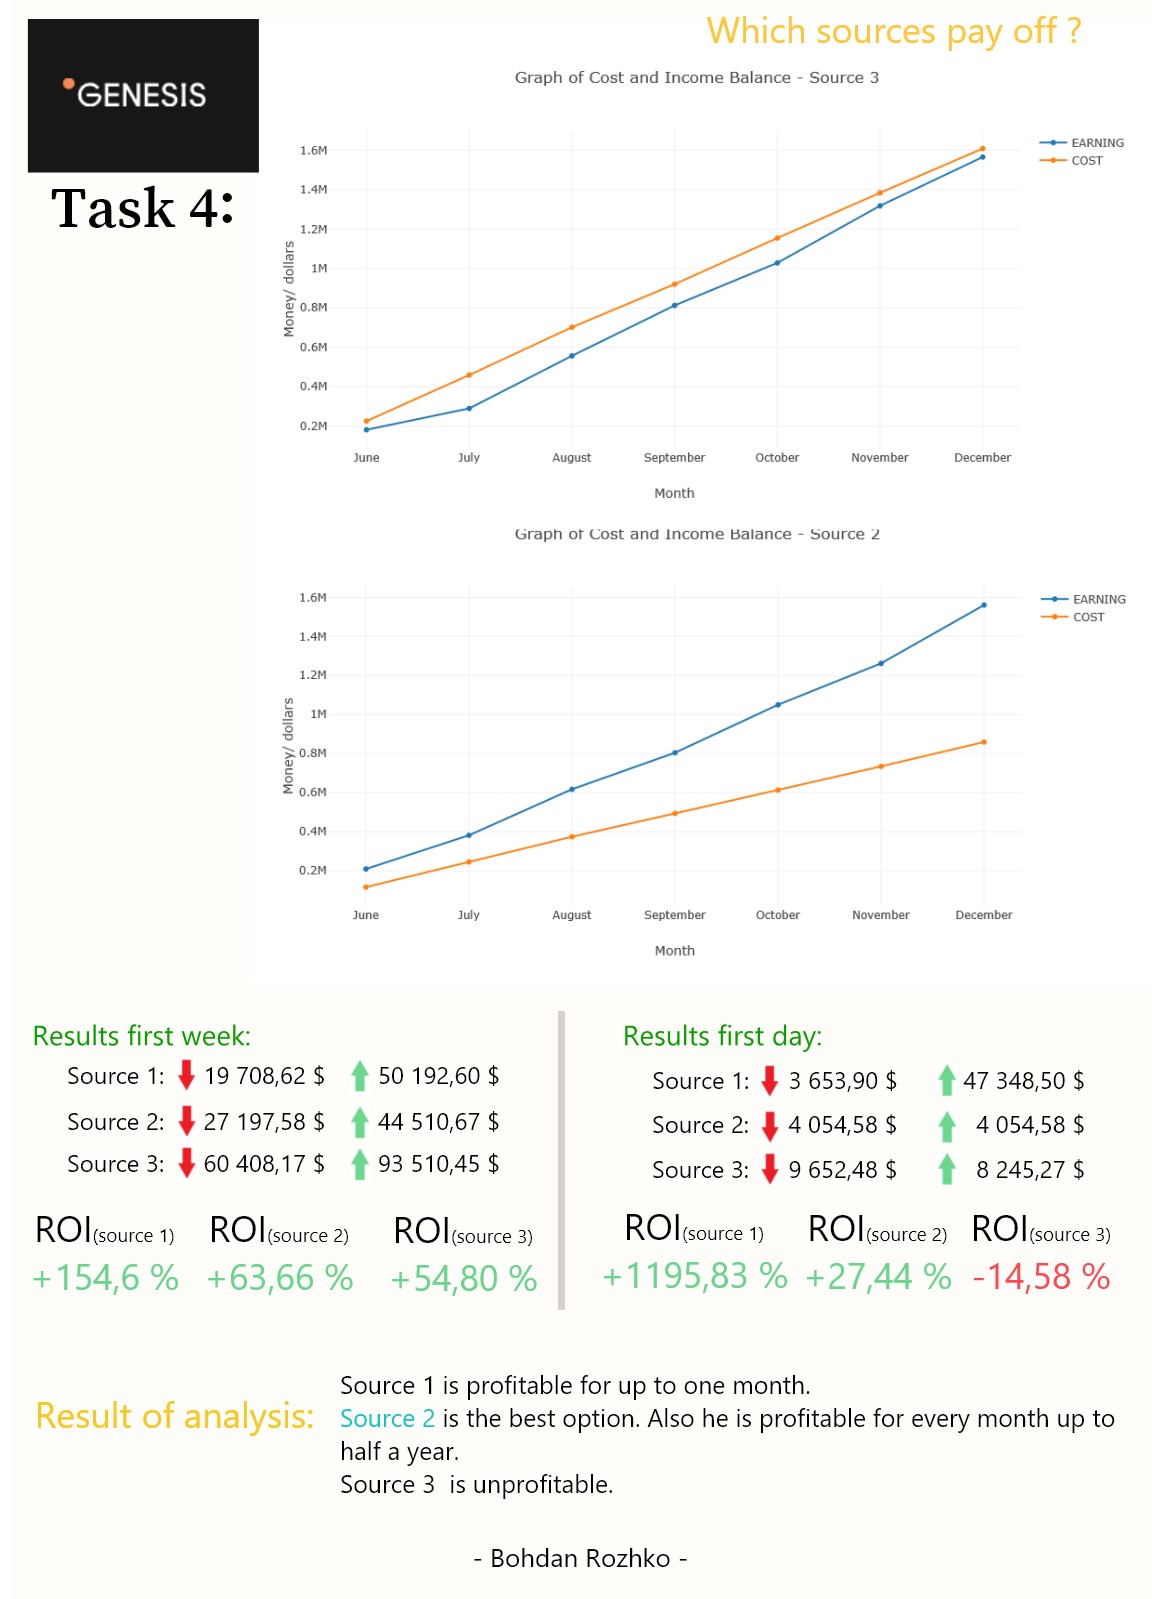 Which sources pay off ?
GENESIS
Task 4:
Graph of Cost and Income Balance - Source 3
EARNING
COST
1.6M
1.4M
1.2M
1M
0.8M
0.6M
0.4M
0.2M
Money/ dollars
June July August September October November December
Month
Graph of Cost and Income Balance - Source 2
EARNING
COST
1.6M
1.4M
1.2M
1M
0.8M
0.6M
0.4M
0.2M
Money/ dollars
June July August September October November December
Month
Results first week:
Source 1: 19 708,62 $ 50 192,60 $
Source 2: 27 197,58 $ 44 510,67 $
Source 3: 60 408,17 $ 93 510,45 $
ROI(source 1) ROI(source 2) ROI(source 3)
+154,6 % +63,66 % +54,80 %
Results first day:
Source 1: 3 653,90 $ 47 348,50 $
Source 2: 4 054,58 $ 4 054,58 $
Source 3: 9 652,48 $ 8 245,27 $
ROI(source 1) ROI(source 2) ROI(source 3)
+1195,83 % +27,44 % -14,58 %
Result of analysis:
Source 1 is profitable for up to one month.
Source 2 is the best option. Also he is profitable for every month up to
half a year.
Source 3  is unprofitable.
- Bohdan Rozhko -